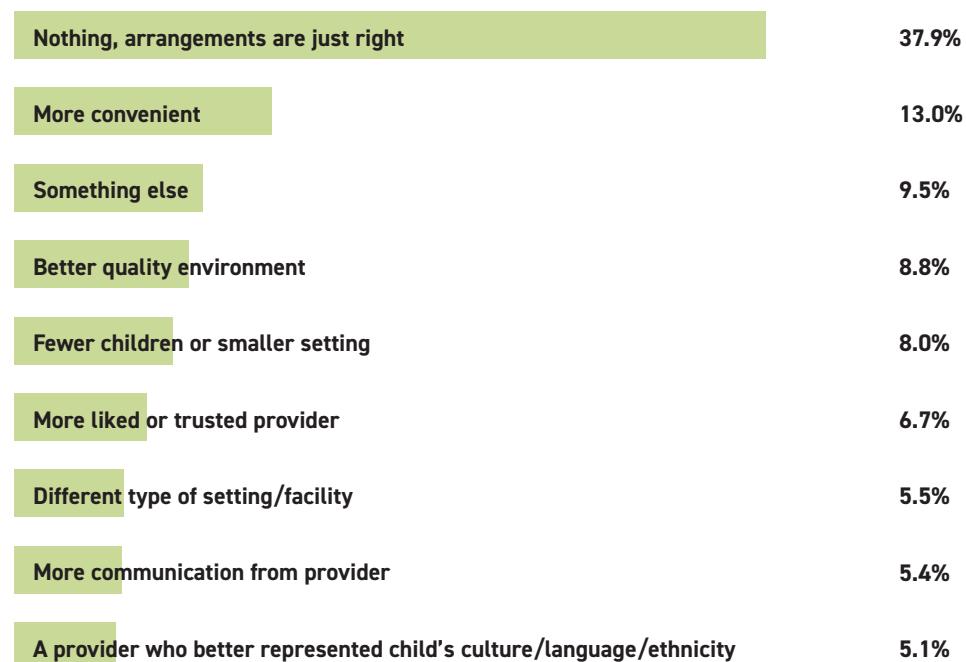 Nothing, arrangements are just right 37.9%
More convenient 13.0%
Something else 9.5%
Better quality environment 8.8%
Fewer children or smaller setting 8.0%
More liked or trusted provider 6.7%
Different type of setting/facility 5.5%
More communication from provider 5.4%
A provider who better represented child’s culture/language/ethnicity 5.1%